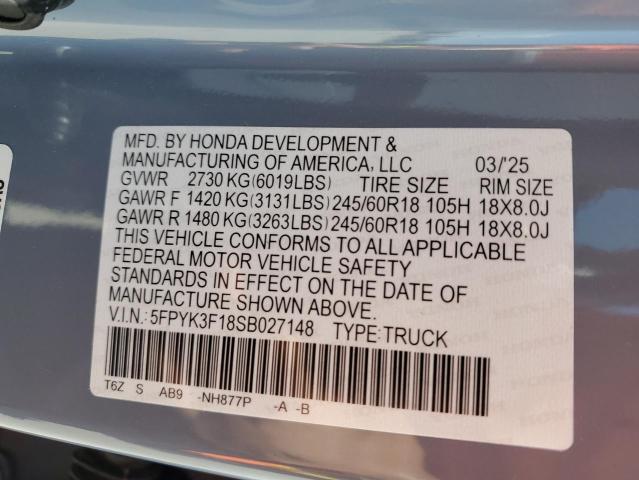 MFD. BY HONDA DEVELOPMENT &
MANUFACTURING OF AMERICA, LLC 03/'25
GVWR 2730 KG(6019LBS) TIRE SIZE RIM SIZE
GAWR F 1420 KG(3131LBS) 245/60R18 105H 18X8.0J
GAWR R 1480 KG(3263LBS) 245/60R18 105H 18X8.0J
THIS VEHICLE CONFORMS TO ALL APPLICABLE
FEDERAL MOTOR VEHICLE SAFETY
STANDARDS IN EFFECT ON THE DATE OF
MANUFACTURE SHOWN ABOVE.
V.I.N.: 5FPYK3F18SB027148 TYPE:TRUCK
T6Z S AB9 -NH877P -A -B